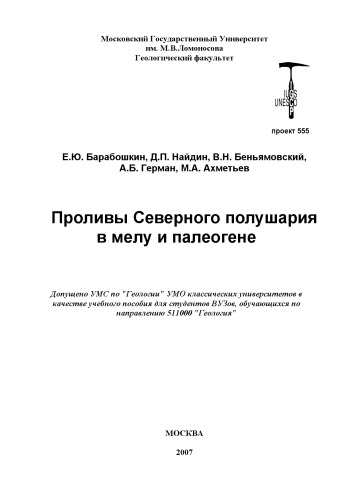 Московский Государственный Университет
им. М.В.Ломоносова
Геологический факультет
IUGS
UNESCO
проект 555
Е.Ю. Барабошкин, Д.П. Найдин, В.Н. Беньямовский,
А.Б. Герман, М.А. Ахметьев
Проливы Северного полушария
в мелу и палеогене
Допущено УМС по "Геологии" УМО классических университетов в
качестве учебного пособия для студентов ВУЗов, обучающихся по
направлению 511000 "Геология"
МОСКВА
2007